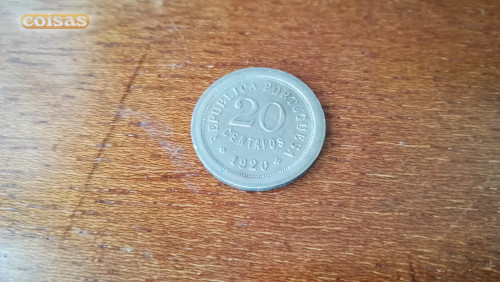 coisas
REPUBLICA PORTUGUESA
20
CENTAVOS
1920